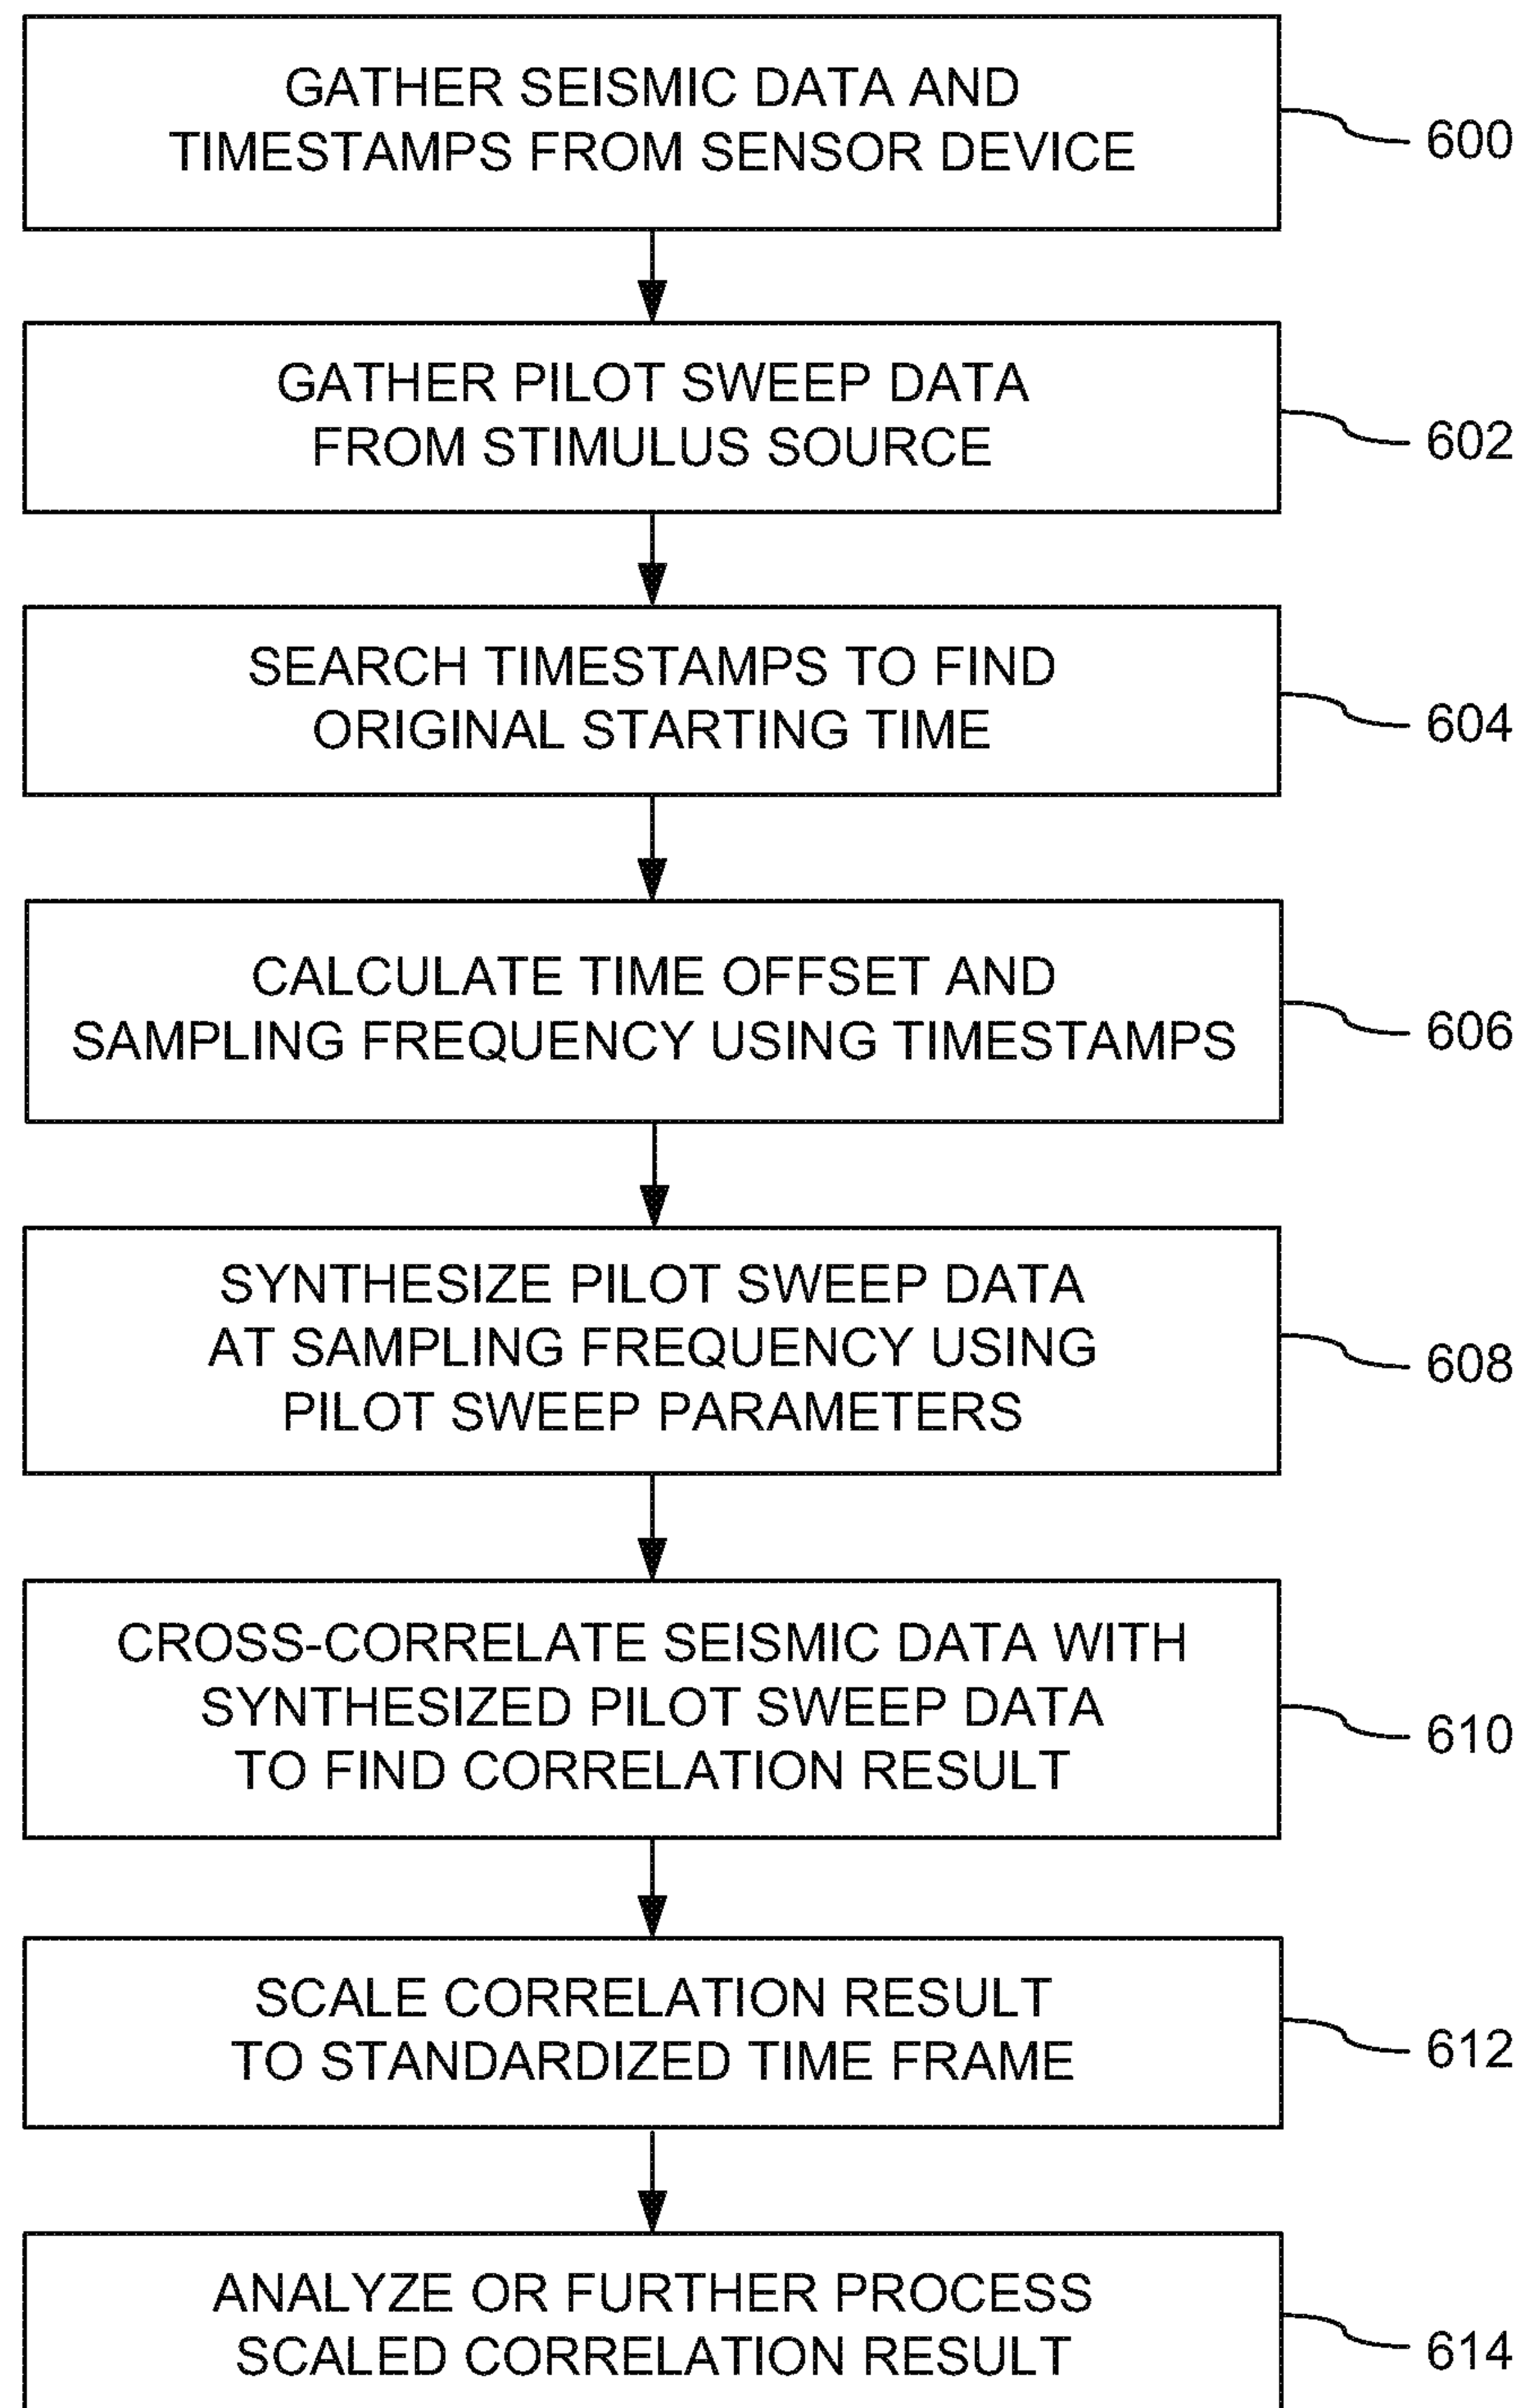 GATHER SEISMIC DATA AND
TIMESTAMPS FROM SENSOR DEVICE
600
GATHER PILOT SWEEP DATA
FROM STIMULUS SOURCE
602
SEARCH TIMESTAMPS TO FIND
ORIGINAL STARTING TIME
604
CALCULATE TIME OFFSET AND
SAMPLING FREQUENCY USING TIMESTAMPS
606
SYNTHESIZE PILOT SWEEP DATA
AT SAMPLING FREQUENCY USING
PILOT SWEEP PARAMETERS
608
CROSS-CORRELATE SEISMIC DATA WITH
SYNTHESIZED PILOT SWEEP DATA
TO FIND CORRELATION RESULT
610
SCALE CORRELATION RESULT
TO STANDARDIZED TIME FRAME
612
ANALYZE OR FURTHER PROCESS
SCALED CORRELATION RESULT
614